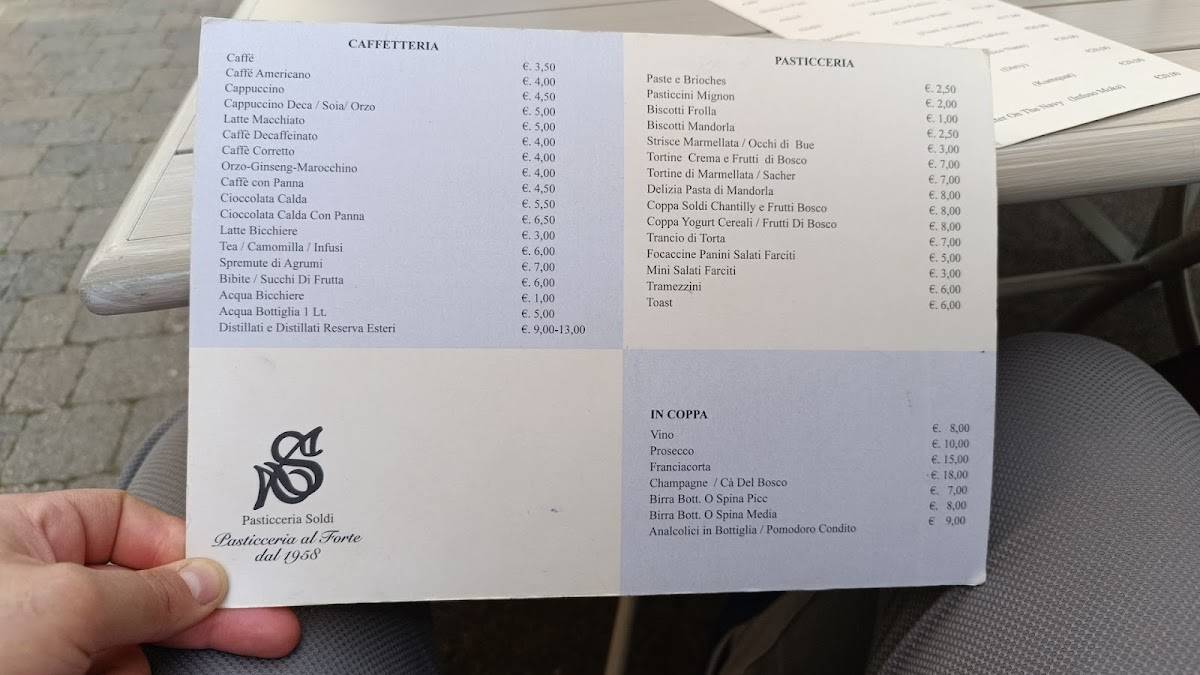 CAFFETTERIA
Caffè €. 3,50
Caffè Americano €. 4,00
Cappuccino €. 4,50
Cappuccino Deca / Soia/ Orzo €. 5,00
Latte Macchiato €. 5,00
Caffè Decaffeinato €. 4,00
Caffè Corretto €. 4,00
Orzo-Ginseng-Marocchino €. 4,00
Caffè con Panna €. 4,50
Cioccolata Calda €. 5,50
Cioccolata Calda Con Panna €. 6,50
Latte Bicchiere €. 3,00
Tea / Camomilla / Infusi €. 6,00
Spremute di Agrumi €. 7,00
Bibite / Succhi Di Frutta €. 6,00
Acqua Bicchiere €. 1,00
Acqua Bottiglia 1 Lt. €. 5,00
Distillati e Distillati Reserva Esteri €. 9,00-13,00
PASTICCERIA
Paste e Brioches €. 2,50
Pasticcini Mignon €. 2,00
Biscotti Frolla €. 1,00
Biscotti Mandorla €. 2,50
Strisce Marmellata / Occhi di Bue €. 3,00
Tortine Crema e Frutti di Bosco €. 7,00
Tortine di Marmellata / Sacher €. 7,00
Delizia Pasta di Mandorla €. 8,00
Coppa Soldi Chantilly e Frutti Bosco €. 8,00
Coppa Yogurt Cereali / Frutti Di Bosco €. 8,00
Trancio di Torta €. 7,00
Focaccine Panini Salati Farciti €. 5,00
Mini Salati Farciti €. 3,00
Tramezzini €. 6,00
Toast €. 6,00
S
Pasticceria Soldi
Pasticceria al Forte
dal 1958
IN COPPA
Vino €. 8,00
Prosecco €. 10,00
Franciacorta €. 15,00
Champagne / Cà Del Bosco €. 18,00
Birra Bott. O Spina Picc €. 7,00
Birra Bott. O Spina Media €. 8,00
Analcolici in Bottiglia / Pomodoro Condito € 9,00
On The Navy (Infuso Moka) €20,00
(Kumquat) €20,00